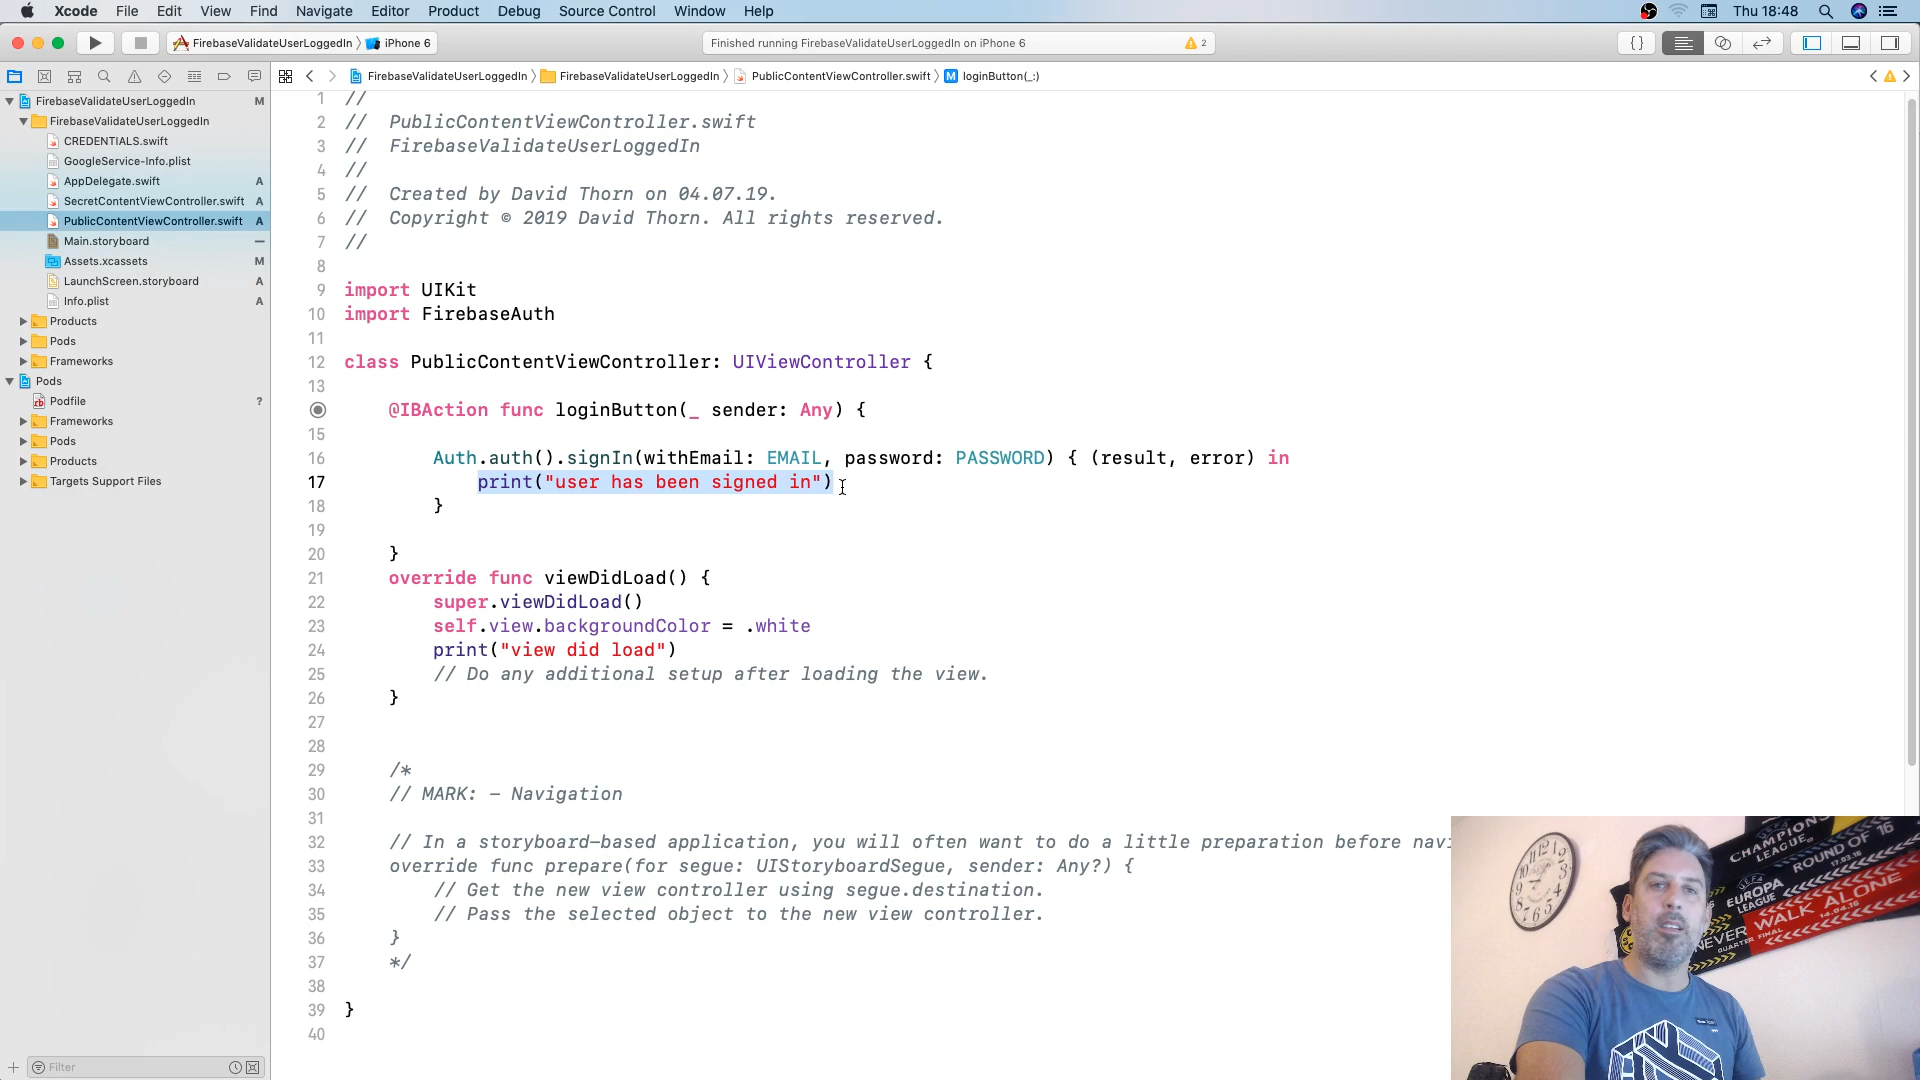 Xcode File Edit View Find Navigate Editor Product Debug Source Control Window Help Thu 18:48
FirebaseValidateUserLoggedIn iPhone 6 Finished running FirebaseValidateUserLoggedIn on iPhone 6 2
FirebaseValidateUserLoggedIn FirebaseValidateUserLoggedIn PublicContentViewController.swift M loginButton(_:)
FirebaseValidateUserLoggedIn M
FirebaseValidateUserLoggedIn
CREDENTIALS.swift
GoogleService-Info.plist
AppDelegate.swift A
SecretContentViewController.swift A
PublicContentViewController.swift A
Main.storyboard —
Assets.xcassets M
LaunchScreen.storyboard A
Info.plist A
Products
Pods
Frameworks
Pods
Podfile ?
Frameworks
Pods
Products
Targets Support Files
Filter
1 //
2 // PublicContentViewController.swift
3 // FirebaseValidateUserLoggedIn
4 //
5 // Created by David Thorn on 04.07.19.
6 // Copyright © 2019 David Thorn. All rights reserved.
7 //
8
9 import UIKit
10 import FirebaseAuth
11
12 class PublicContentViewController: UIViewController {
13
@IBAction func loginButton(_ sender: Any) {
15
16 Auth.auth().signIn(withEmail: EMAIL, password: PASSWORD) { (result, error) in
17 print("user has been signed in")
18 }
19
20 }
21 override func viewDidLoad() {
22 super.viewDidLoad()
23 self.view.backgroundColor = .white
24 print("view did load")
25 // Do any additional setup after loading the view.
26 }
27
28
29 /*
30 // MARK: - Navigation
31
32 // In a storyboard-based application, you will often want to do a little preparation before navi
33 override func prepare(for segue: UIStoryboardSegue, sender: Any?) {
34 // Get the new view controller using segue.destination.
35 // Pass the selected object to the new view controller.
36 }
37 */
38
39 }
40
CHAMPIONS
LEAGUE
UEFA
EUROPA
LEAGUE
ROUND OF 16
17.03.16
WALK ALONE
14.04.16
NEVER
QUARTER FINAL